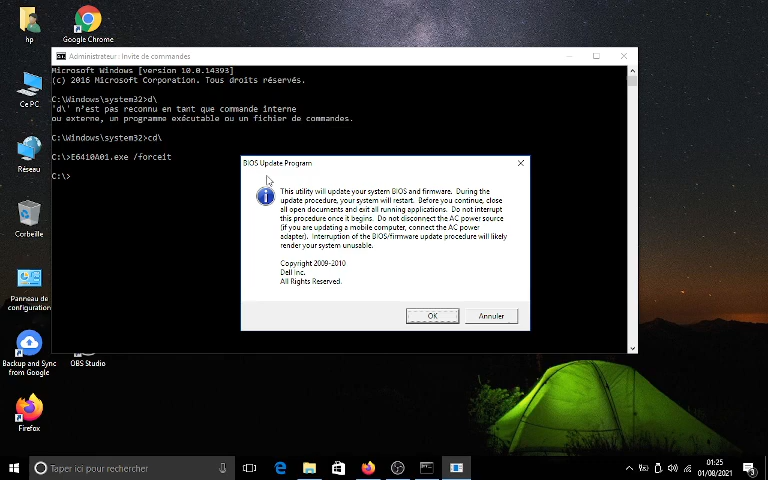 hp
Google Chrome
Administrateur : Invite de commandes
Microsoft Windows [version 10.0.14393]
(c) 2016 Microsoft Corporation. Tous droits réservés.
C:\Windows\system32>d\
'd\' n'est pas reconnu en tant que commande interne
ou externe, un programme exécutable ou un fichier de commandes.
C:\Windows\system32>cd\
C:\>E6410A01.exe /forceit
C:\>
BIOS Update Program
This utility will update your system BIOS and firmware. During the
update procedure, your system will restart. Before you continue, close
all open documents and exit all running applications. Do not interrupt
this procedure once it begins. Do not disconnect the AC power source
(if you are updating a mobile computer, connect the AC power
adapter). Interruption of the BIOS/firmware update procedure will likely
render your system unusable.
Copyright 2009-2010
Dell Inc.
All Rights Reserved.
OK
Annuler
Ce PC
Réseau
Corbeille
Panneau de
configuration
Backup and Sync
from Google
OBS Studio
Firefox
Taper ici pour rechercher
01:25
01/08/2021
3